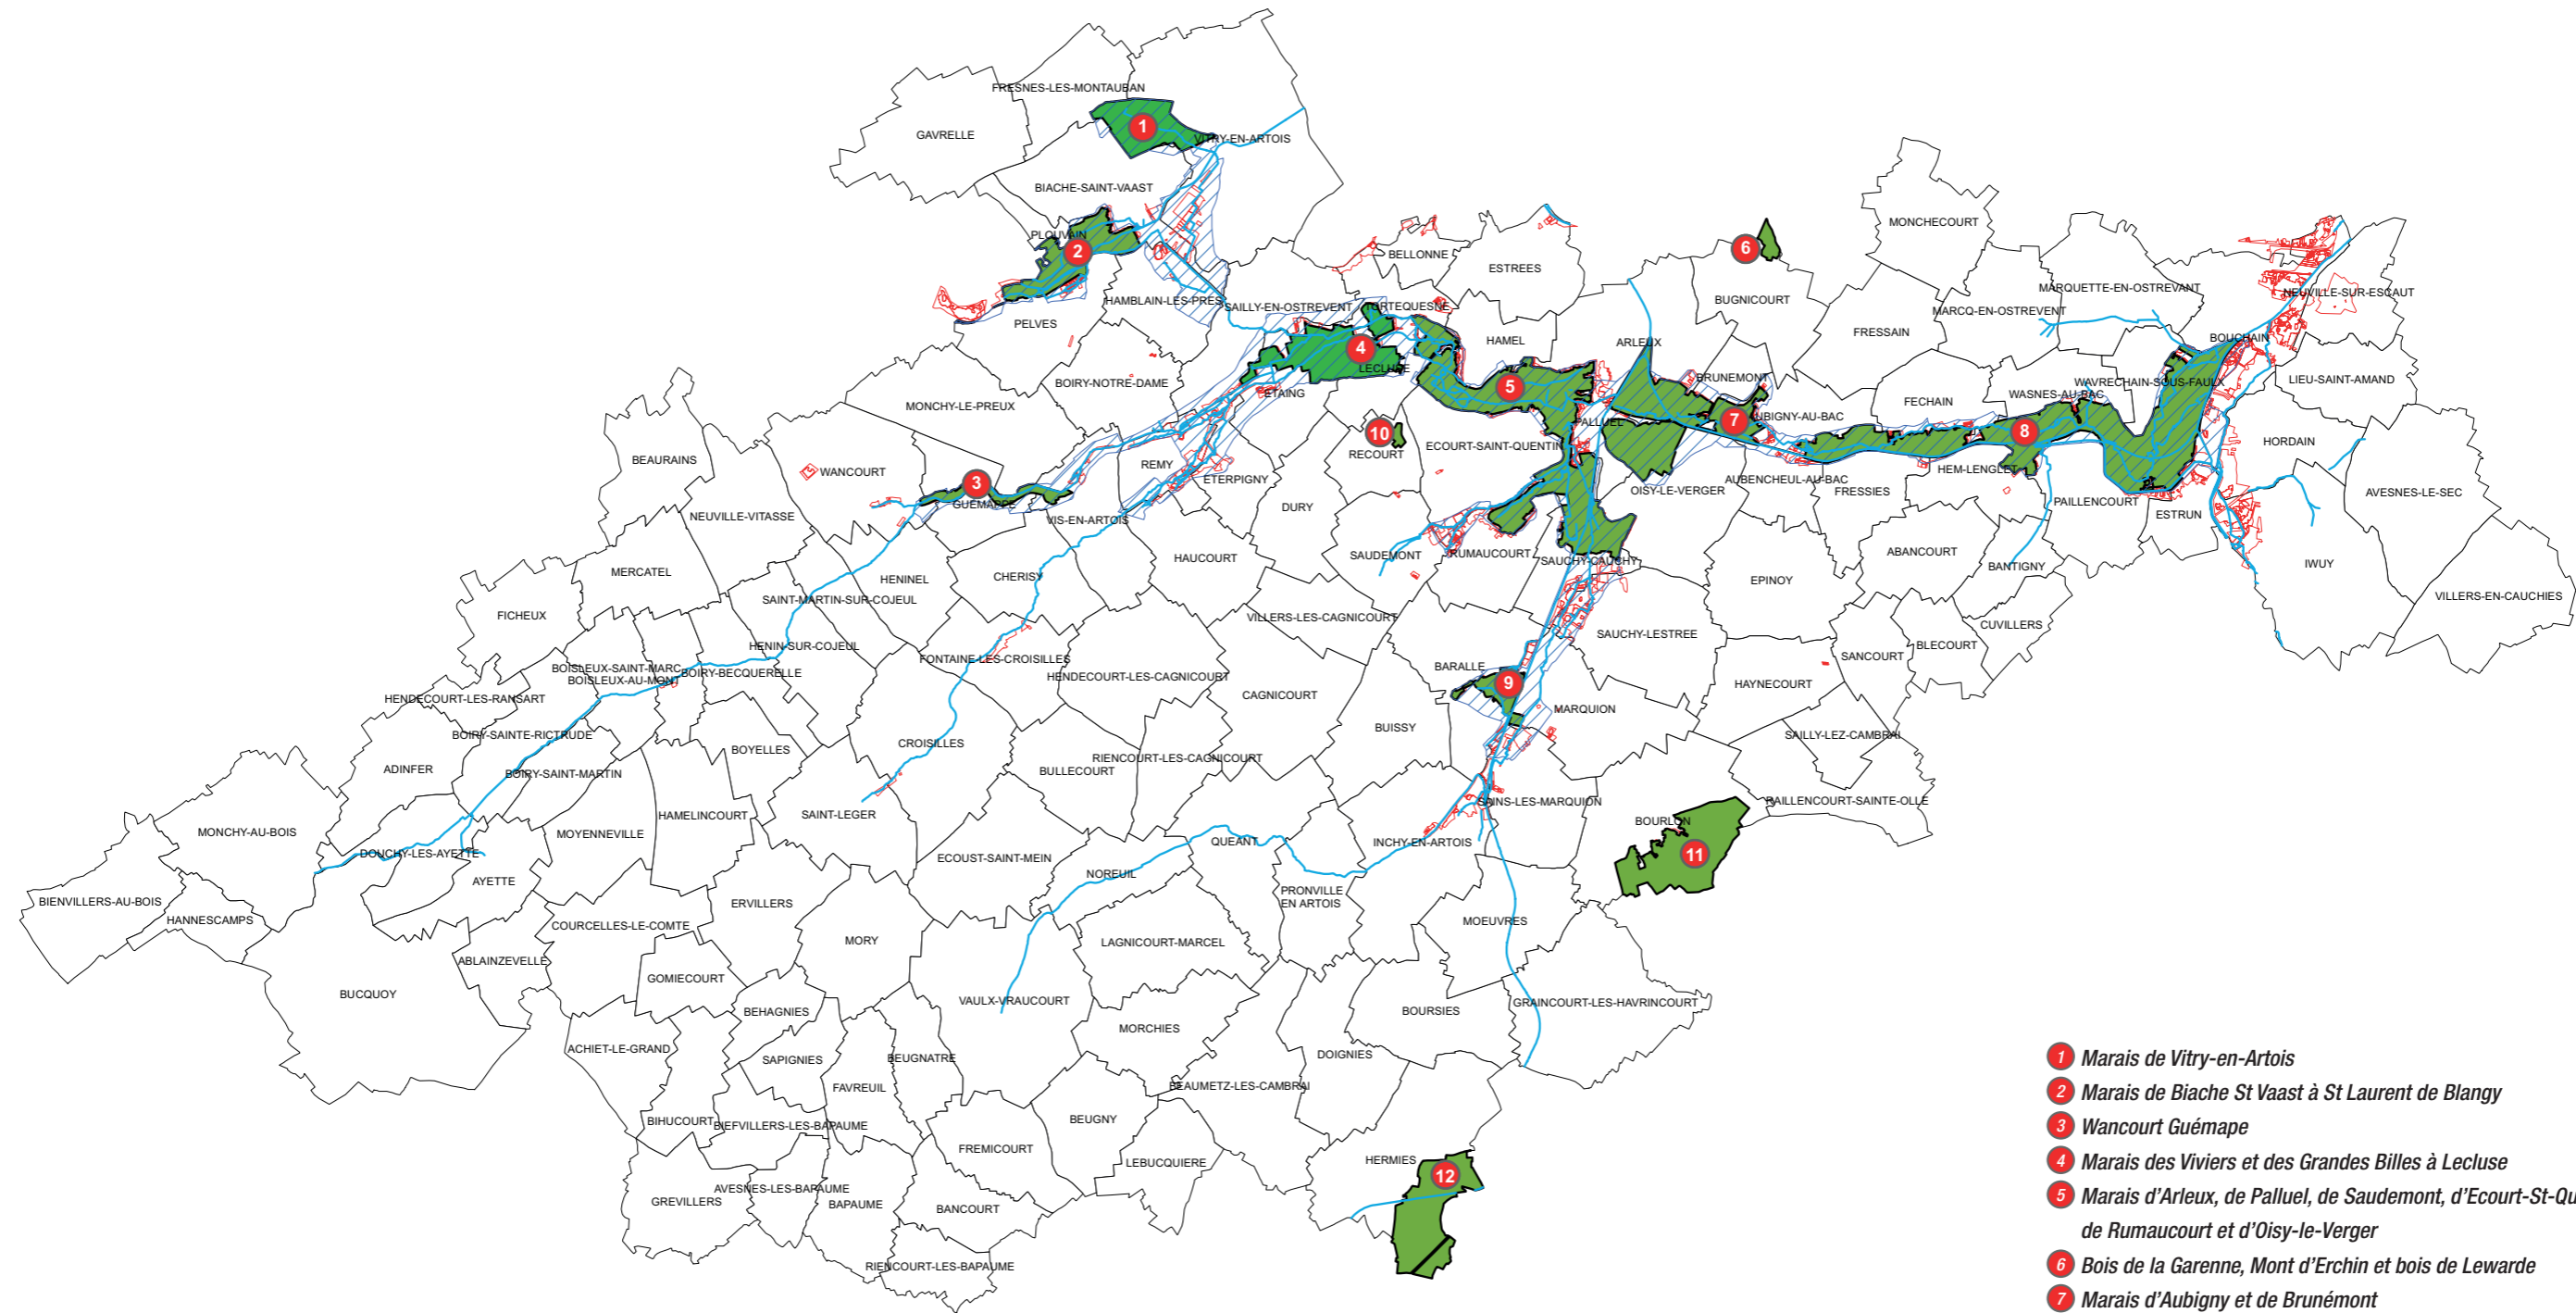 FRESNES-LES-MONTAUBAN
GAVRELLE
1
VITRY-EN-ARTOIS
BIACHE-SAINT-VAAST
PLOUVAIN
2
HAMBLAIN-LES-PRES
PELVES
BELLONNE
ESTREES
6
BUGNICOURT
MONCHECOURT
MARQUETTE-EN-OSTREVANT
MARCQ-EN-OSTREVENT
NEUVILLE-SUR-ESCAUT
SAILLY-EN-OSTREVENT
TORTEQUESNE
HAMEL
ARLEUX
FRESSAIN
BOUCHAIN
4
LECLUSE
BOIRY-NOTRE-DAME
ETAING
5
BRUNEMONT
WAVRECHAIN-SOUS-FAULX
LIEU-SAINT-AMAND
MONCHY-LE-PREUX
FECHAIN
WASNES-AU-BAC
7
AUBIGNY-AU-BAC
PALLUEL
8
10
RECOURT
ECOURT-SAINT-QUENTIN
HORDAIN
BEAURAINS
WANCOURT
REMY
ETERPIGNY
HEM-LENGLET
3
GUEMAPPE
OISY-LE-VERGER
AUBENCHEUL-AU-BAC
FRESSIES
PAILLENCOURT
AVESNES-LE-SEC
NEUVILLE-VITASSE
VIS-EN-ARTOIS
DURY
ESTRUN
HAUCOURT
SAUDEMONT
RUMAUCOURT
SAUCHY-CAUCHY
ABANCOURT
BANTIGNY
IWUY
MERCATEL
HENINEL
CHERISY
EPINOY
SAINT-MARTIN-SUR-COJEUL
VILLERS-EN-CAUCHIES
FICHEUX
VILLERS-LES-CAGNICOURT
CUVILLERS
SAUCHY-LESTREE
HENIN-SUR-COJEUL
BLECOURT
SANCOURT
FONTAINE-LES-CROISILLES
BARALLE
BOISLEUX-SAINT-MARC
BOISLEUX-AU-MONT
BOIRY-BECQUERELLE
HENDECOURT-LES-CAGNICOURT
9
HAYNECOURT
HENDECOURT-LES-RANSART
CAGNICOURT
MARQUION
BUISSY
BOIRY-SAINTE-RICTRUDE
SAILLY-LEZ-CAMBRAI
BOYELLES
CROISILLES
RIENCOURT-LES-CAGNICOURT
ADINFER
BOIRY-SAINT-MARTIN
BULLECOURT
SAINS-LES-MARQUION
RAILLENCOURT-SAINTE-OLLE
HAMELINCOURT
SAINT-LEGER
BOURLON
MONCHY-AU-BOIS
MOYENNEVILLE
QUEANT
INCHY-EN-ARTOIS
DOUCHY-LES-AYETTE
11
ECOUST-SAINT-MEIN
NOREUIL
AYETTE
PRONVILLE
EN ARTOIS
BIENVILLERS-AU-BOIS
ERVILLERS
HANNESCAMPS
COURCELLES-LE-COMTE
MOEUVRES
MORY
LAGNICOURT-MARCEL
ABLAINZEVELLE
GOMIECOURT
BUCQUOY
VAULX-VRAUCOURT
GRAINCOURT-LES-HAVRINCOURT
BEHAGNIES
BOURSIES
MORCHIES
ACHIET-LE-GRAND
SAPIGNIES
BEUGNATRE
DOIGNIES
FAVREUIL
BEAUMETZ-LES-CAMBRAI
BIHUCOURT
BIEFVILLERS-LES-BAPAUME
BEUGNY
FREMICOURT
LEBUCQUIERE
HERMIES
12
AVESNES-LES-BAPAUME
GREVILLERS
BAPAUME
BANCOURT
RIENCOURT-LES-BAPAUME
1 Marais de Vitry-en-Artois
2 Marais de Biache St Vaast à St Laurent de Blangy
3 Wancourt Guémape
4 Marais des Viviers et des Grandes Billes à Lecluse
5 Marais d'Arleux, de Palluel, de Saudemont, d'Ecourt-St-Qu
de Rumaucourt et d'Oisy-le-Verger
6 Bois de la Garenne, Mont d'Erchin et bois de Lewarde
7 Marais d'Aubigny et de Brunémont